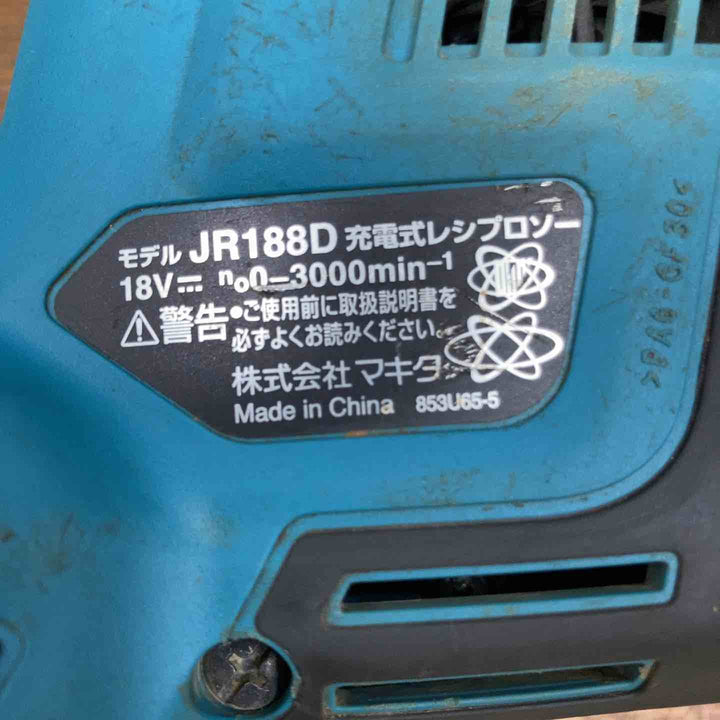 モデル JR188D 充電式レシプロソー
18V⎓ n₀0–3000min⁻¹
⚠警告 •ご使用前に取扱説明書を
必ずよくお読みください。
株式会社 マキタ
Made in China 853U65-5
>PA6-GF30<